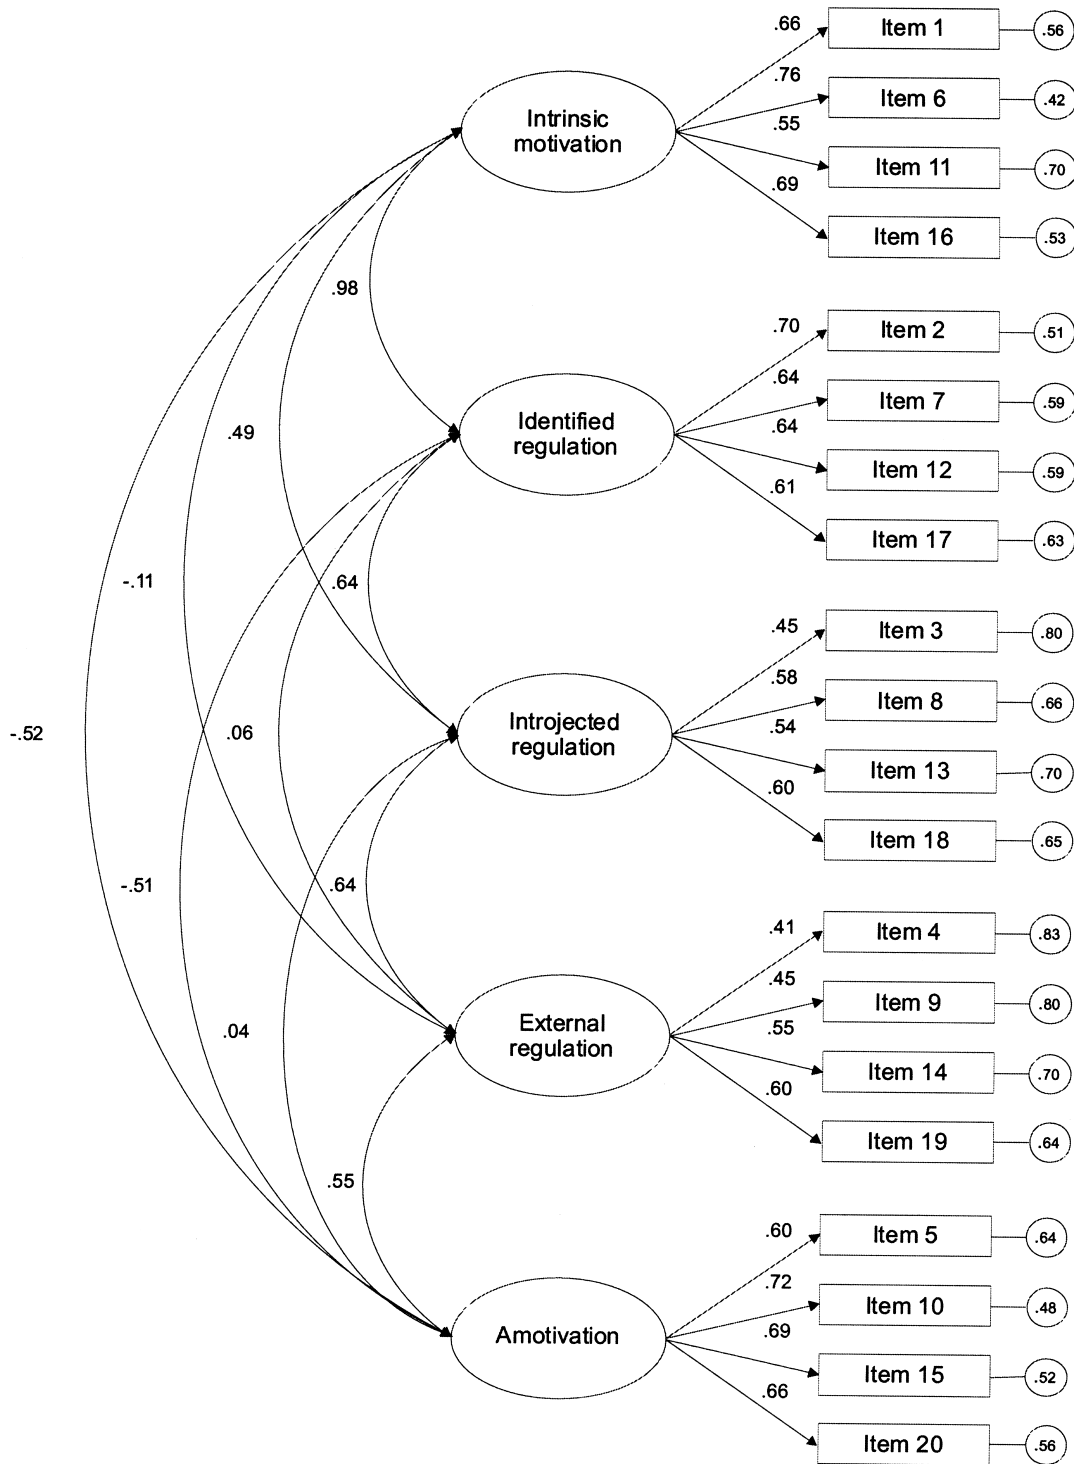 .66
Item 1
.56
.76
Intrinsic
motivation
Item 6
.42
.55
Item 11
.70
.69
Item 16
.53
.98
.70
Item 2
.51
.64
Identified
regulation
Item 7
.59
.49
.64
Item 12
.59
.61
Item 17
.63
-.11
.64
.45
Item 3
.80
.58
Introjected
regulation
Item 8
.66
-.52
.06
.54
Item 13
.70
.60
Item 18
.65
-.51
.64
.41
Item 4
.83
.45
External
regulation
Item 9
.80
.04
.55
Item 14
.70
.60
Item 19
.64
.55
.60
Item 5
.64
.72
Amotivation
Item 10
.48
.69
Item 15
.52
.66
Item 20
.56